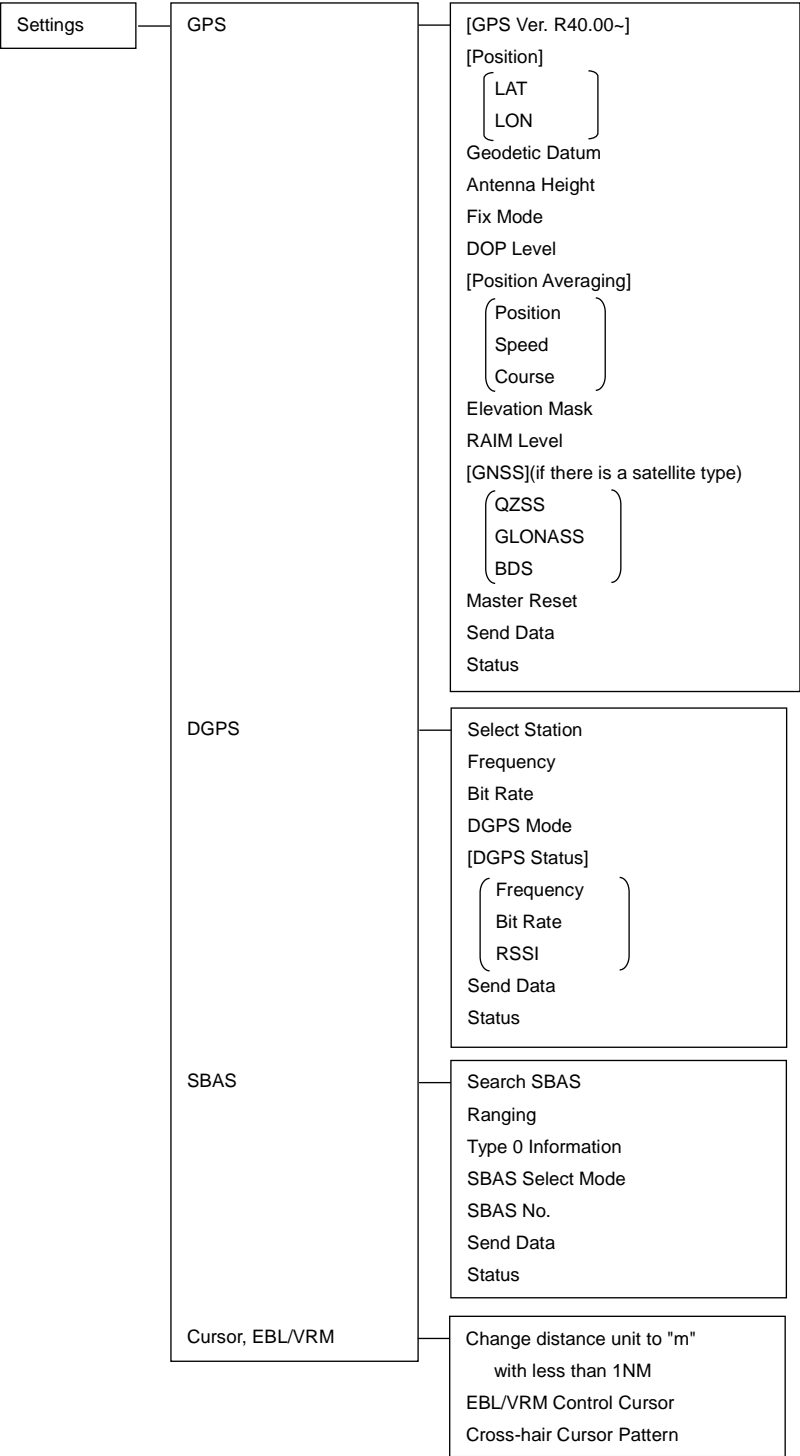 Settings
GPS
[GPS Ver. R40.00~]
[Position]
LAT
LON
Geodetic Datum
Antenna Height
Fix Mode
DOP Level
[Position Averaging]
Position
Speed
Course
Elevation Mask
RAIM Level
[GNSS](if there is a satellite type)
QZSS
GLONASS
BDS
Master Reset
Send Data
Status
DGPS
Select Station
Frequency
Bit Rate
DGPS Mode
[DGPS Status]
Frequency
Bit Rate
RSSI
Send Data
Status
SBAS
Search SBAS
Ranging
Type 0 Information
SBAS Select Mode
SBAS No.
Send Data
Status
Cursor, EBL/VRM
Change distance unit to "m"
with less than 1NM
EBL/VRM Control Cursor
Cross-hair Cursor Pattern